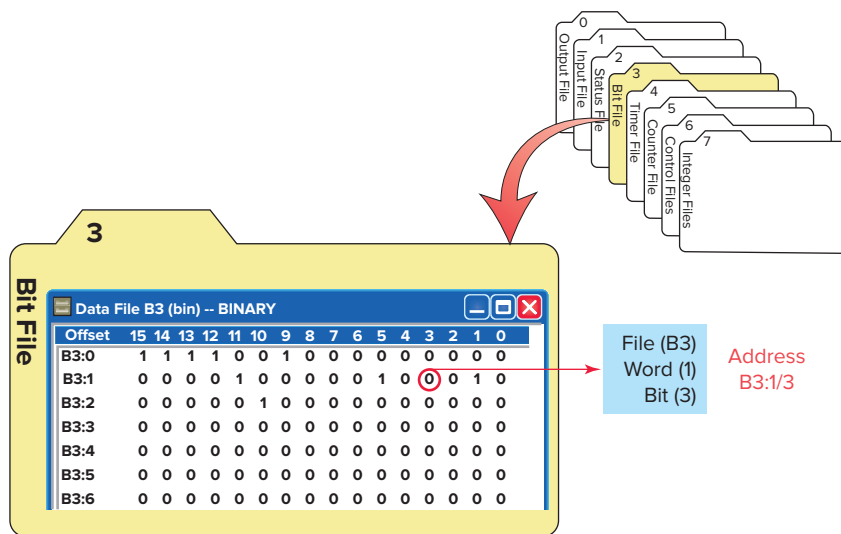 0
Output File
1
Input File
2
Status File
3
Bit File
4
Timer File
5
Counter File
6
Control Files
7
Integer Files
3
Bit File
Data File B3 (bin) -- BINARY
Offset 15 14 13 12 11 10 9 8 7 6 5 4 3 2 1 0
B3:0 1 1 1 1 0 0 1 0 0 0 0 0 0 0 0 0
B3:1 0 0 0 0 1 0 0 0 0 0 1 0 0 0 1 0
B3:2 0 0 0 0 0 1 0 0 0 0 0 0 0 0 0 0
B3:3 0 0 0 0 0 0 0 0 0 0 0 0 0 0 0 0
B3:4 0 0 0 0 0 0 0 0 0 0 0 0 0 0 0 0
B3:5 0 0 0 0 0 0 0 0 0 0 0 0 0 0 0 0
B3:6 0 0 0 0 0 0 0 0 0 0 0 0 0 0 0 0
File (B3)
Word (1)
Bit (3)
Address
B3:1/3